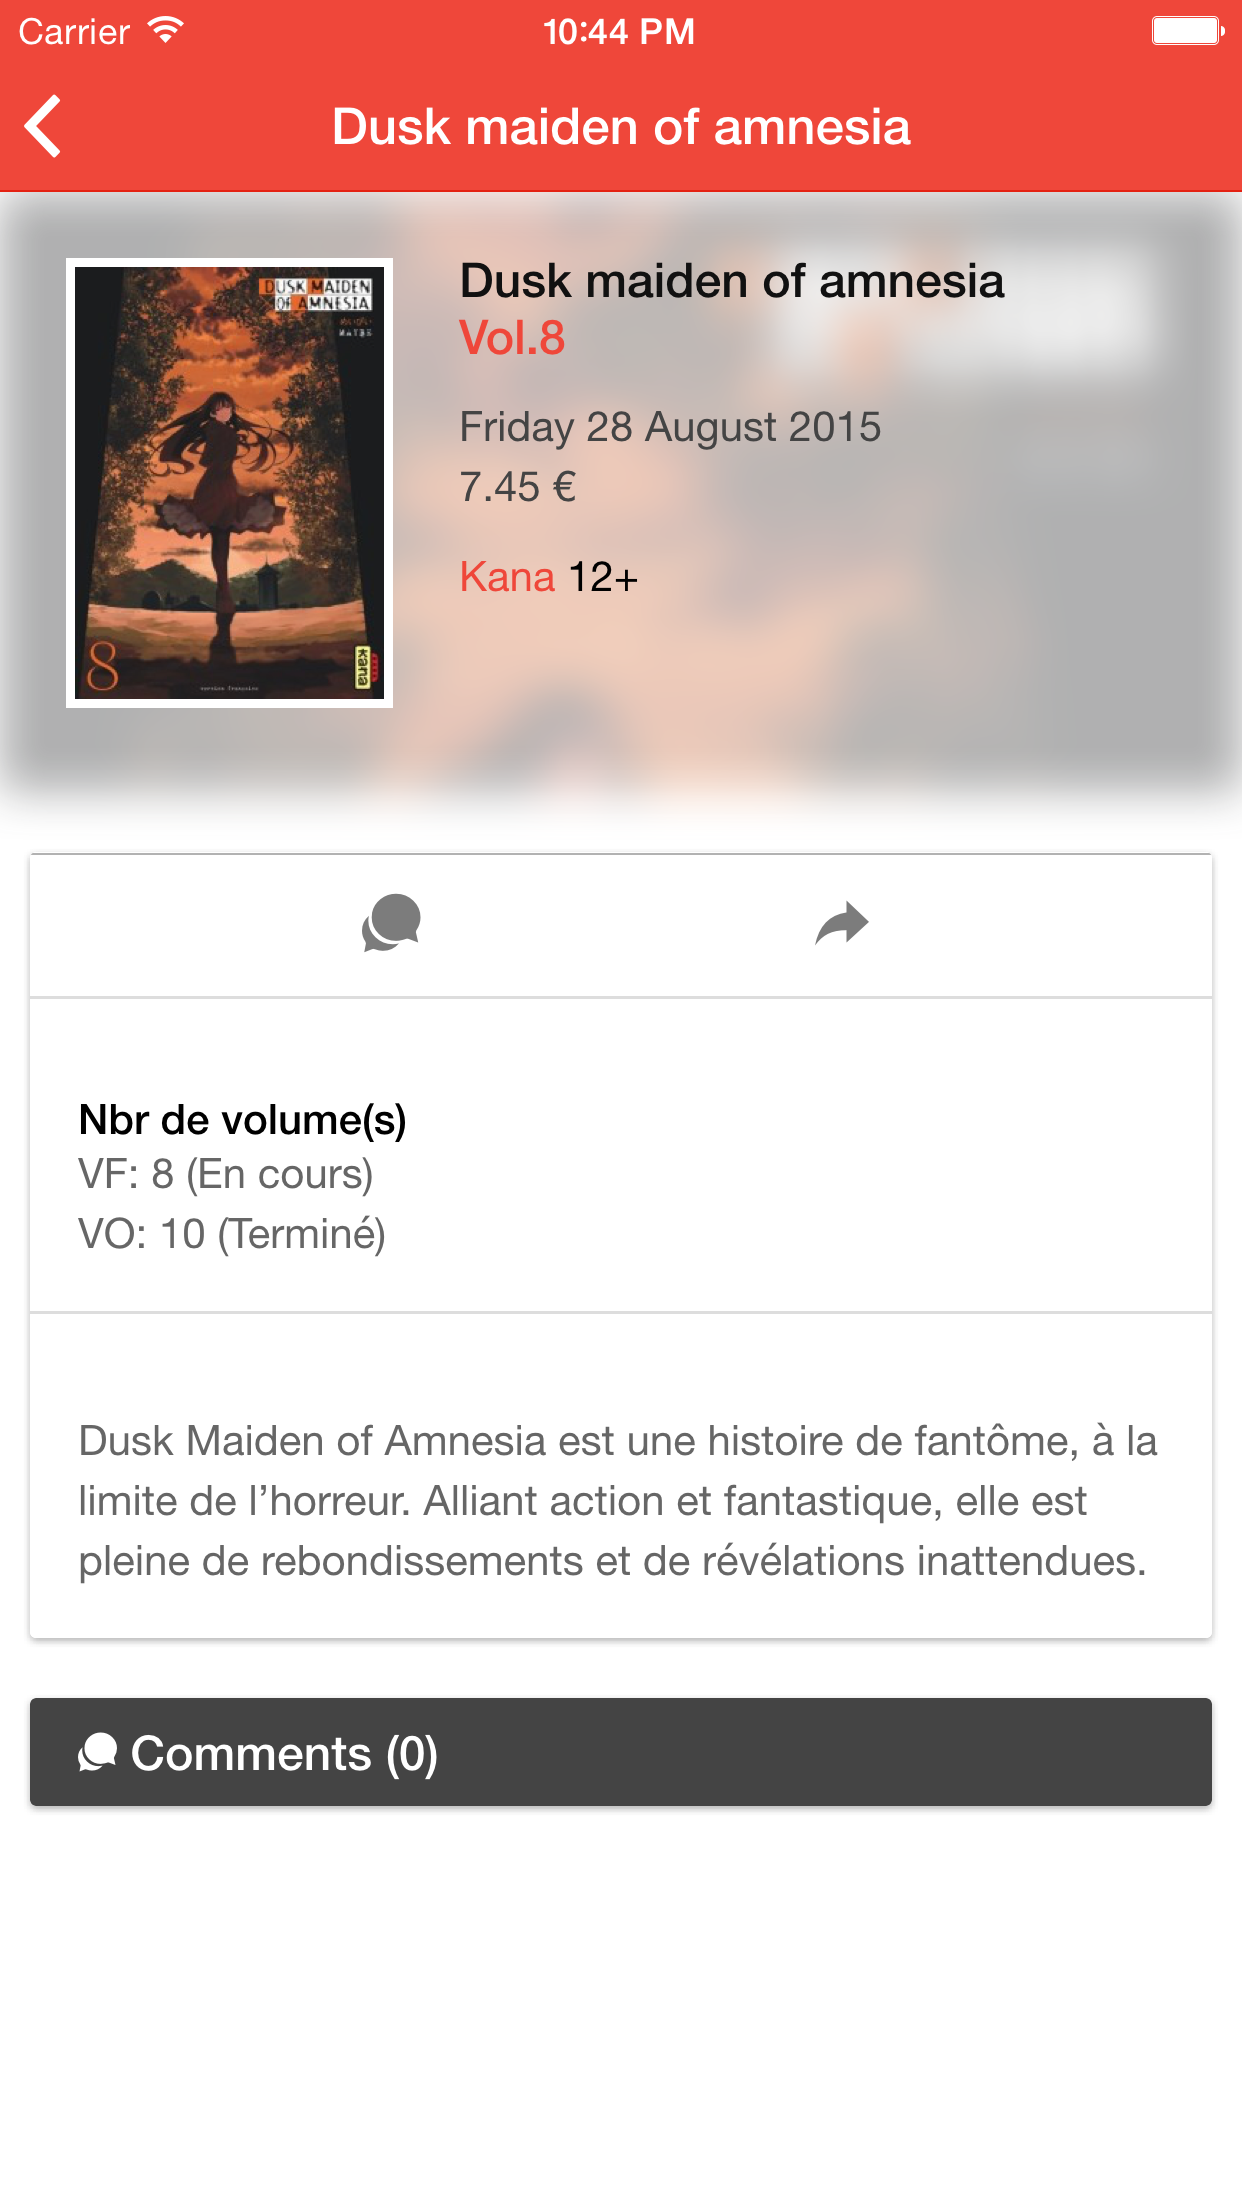 Carrier
10:44 PM
Dusk maiden of amnesia
DUSK MAIDEN
OF AMNESIA
MAYBE
8
kana
Dusk maiden of amnesia
Vol.8
Friday 28 August 2015
7.45 €
Kana 12+
Nbr de volume(s)
VF: 8 (En cours)
VO: 10 (Terminé)
Dusk Maiden of Amnesia est une histoire de fantôme, à la
limite de l’horreur. Alliant action et fantastique, elle est
pleine de rebondissements et de révélations inattendues.
Comments (0)